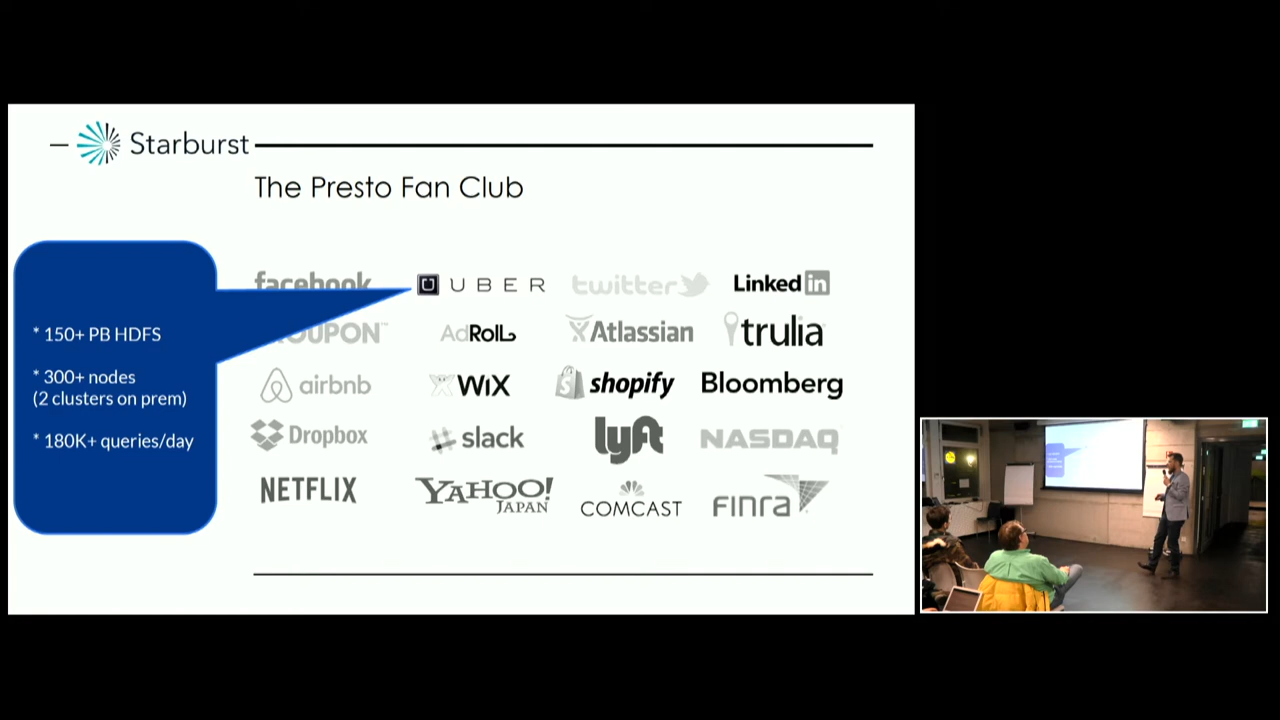 Starburst
The Presto Fan Club
facebook
UBER
twitter
Linked in
OUPON
AdRoll
Atlassian
trulia
airbnb
WiX
shopify
Bloomberg
Dropbox
slack
lyft
NASDAQ
NETFLIX
YAHOO!
JAPAN
COMCAST
FINRA
* 150+ PB HDFS
* 300+ nodes
(2 clusters on prem)
* 180K+ queries/day